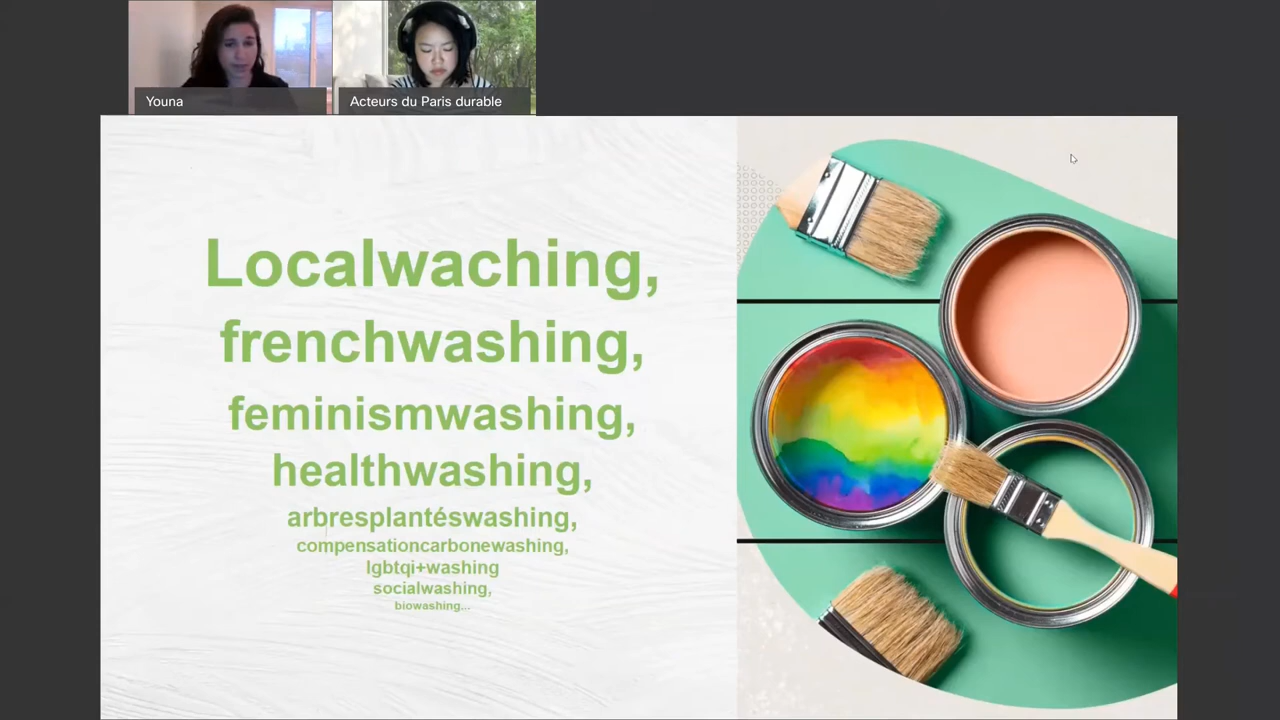 Youna
Acteurs du Paris durable
Localwaching,
frenchwashing,
feminismwashing,
healthwashing,
arbresplantéswashing,
compensationcarbonewashing,
lgbtqi+washing
socialwashing,
biowashing...